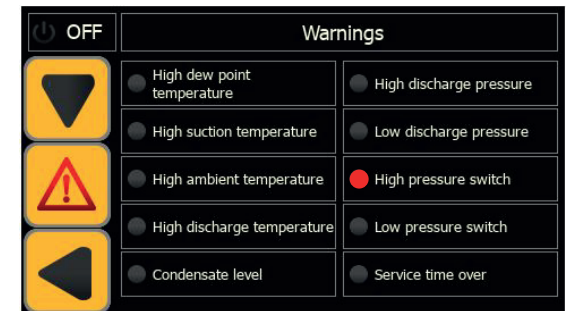 OFF
Warnings
High dew point
temperature
High discharge pressure
High suction temperature
Low discharge pressure
High ambient temperature
High pressure switch
High discharge temperature
Low pressure switch
Condensate level
Service time over